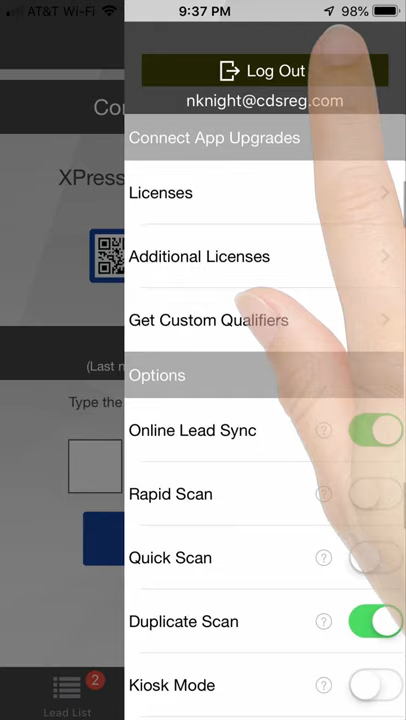 AT&T Wi-Fi 9:37 PM 98%
Log Out
nknight@cdsreg.com
Co
Connect App Upgrades
XPress
Licenses
Additional Licenses
Get Custom Qualifiers
(Last
Options
Type the
Online Lead Sync ?
Rapid Scan ?
Quick Scan ?
Duplicate Scan ?
Kiosk Mode ?
2
Lead List